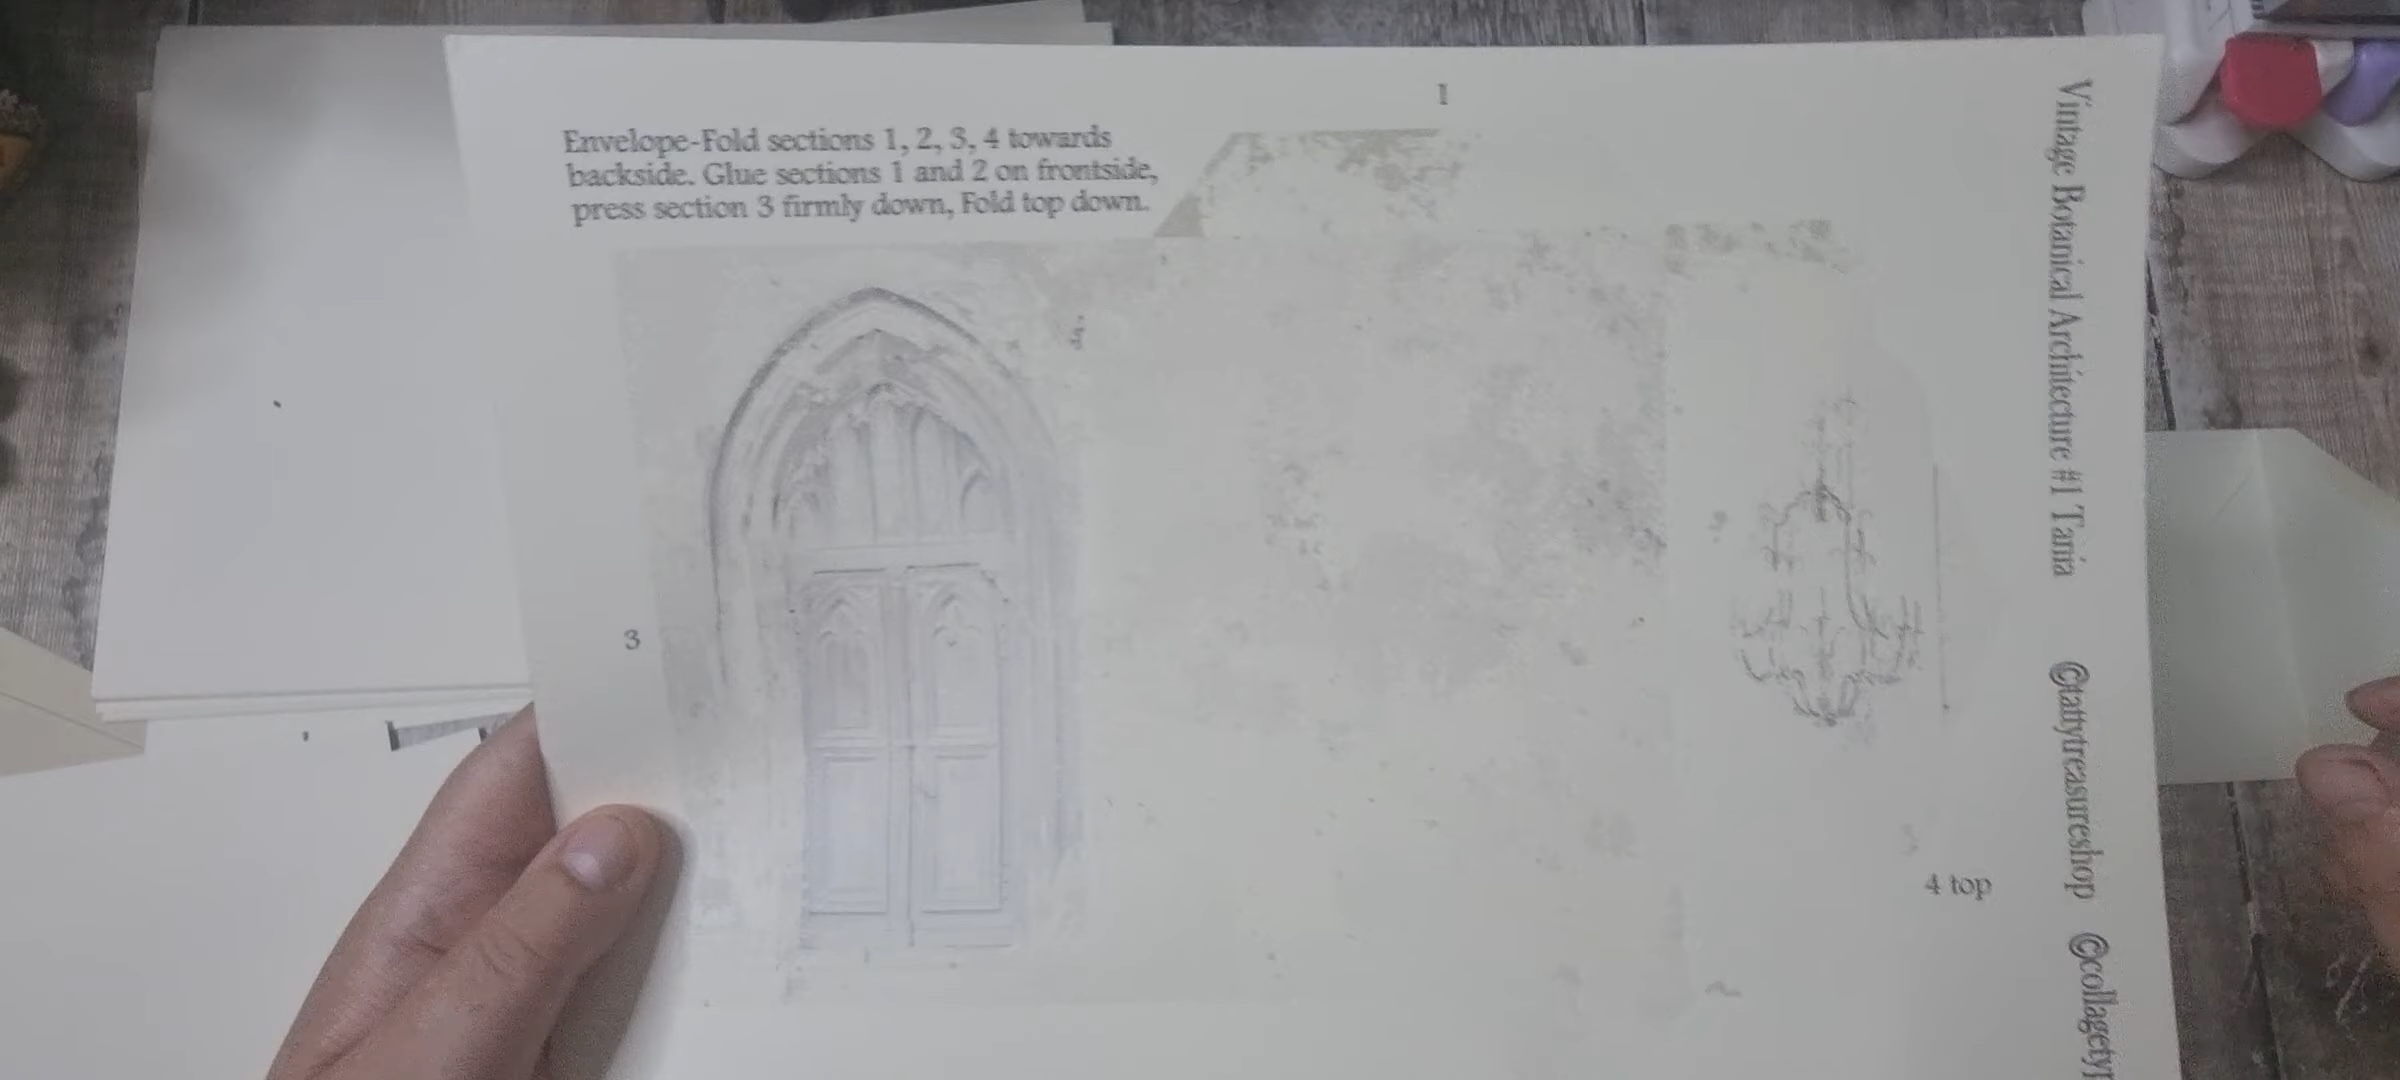 1
Envelope-Fold sections 1, 2, 3, 4 towards
backside. Glue sections 1 and 2 on frontside,
press section 3 firmly down, Fold top down.
3
4 top
Vintage Botanical Architecture #1 Tania ©tattytreasureshop